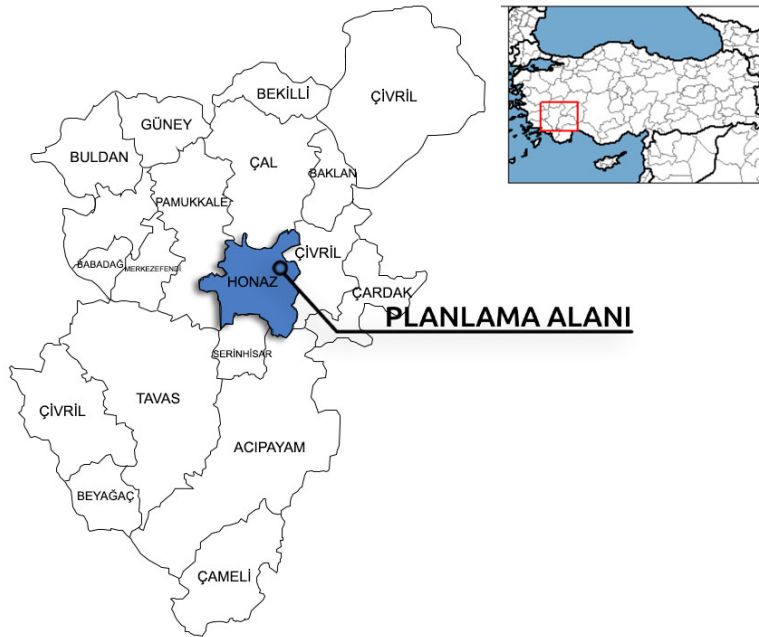 BEKİLLİ
ÇİVRİL
GÜNEY
BULDAN
ÇAL
BAKLAN
PAMUKKALE
ÇİVRİL
BABADAĞ
MERKEZEFENDİ
HONAZ
ÇARDAK
PLANLAMA ALANI
SERİNHİSAR
TAVAS
ÇİVRİL
ACIPAYAM
BEYAĞAÇ
ÇAMELİ